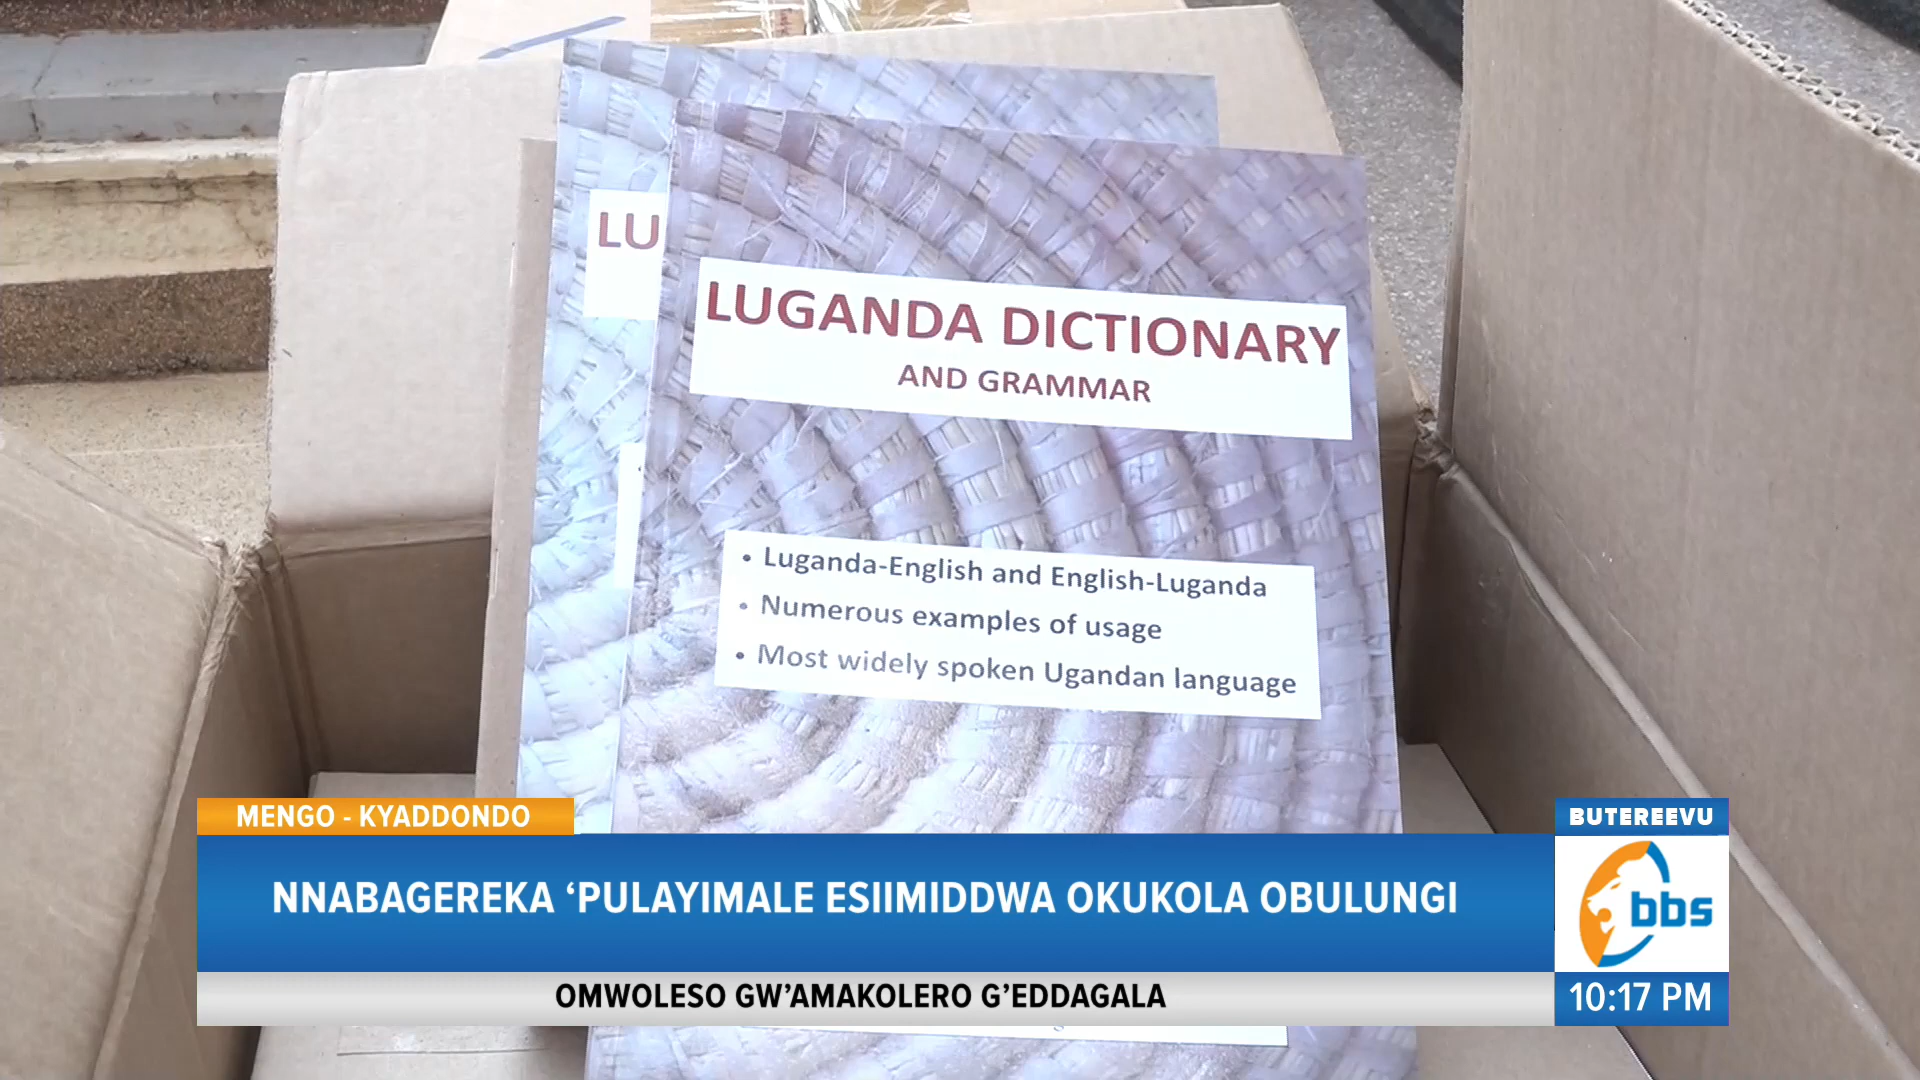 LU
LUGANDA DICTIONARY
AND GRAMMAR
• Luganda-English and English-Luganda
• Numerous examples of usage
• Most widely spoken Ugandan language
MENGO - KYADDONDO
NNABAGEREKA ‘PULAYIMALE ESIIMIDDWA OKUKOLA OBULUNGI
OMWOLESO GW’AMAKOLERO G’EDDAGALA
BUTEREEVU
bbs
10:17 PM